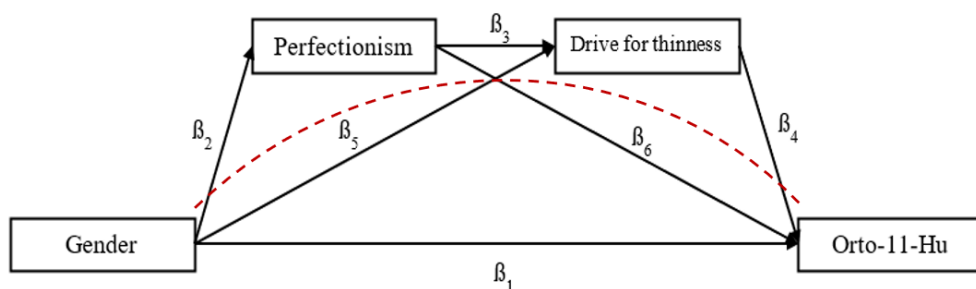 ß₃
Perfectionism
Drive for thinness
ß₂
ß₅
ß₆
ß₄
Gender
Orto-11-Hu
ß₁